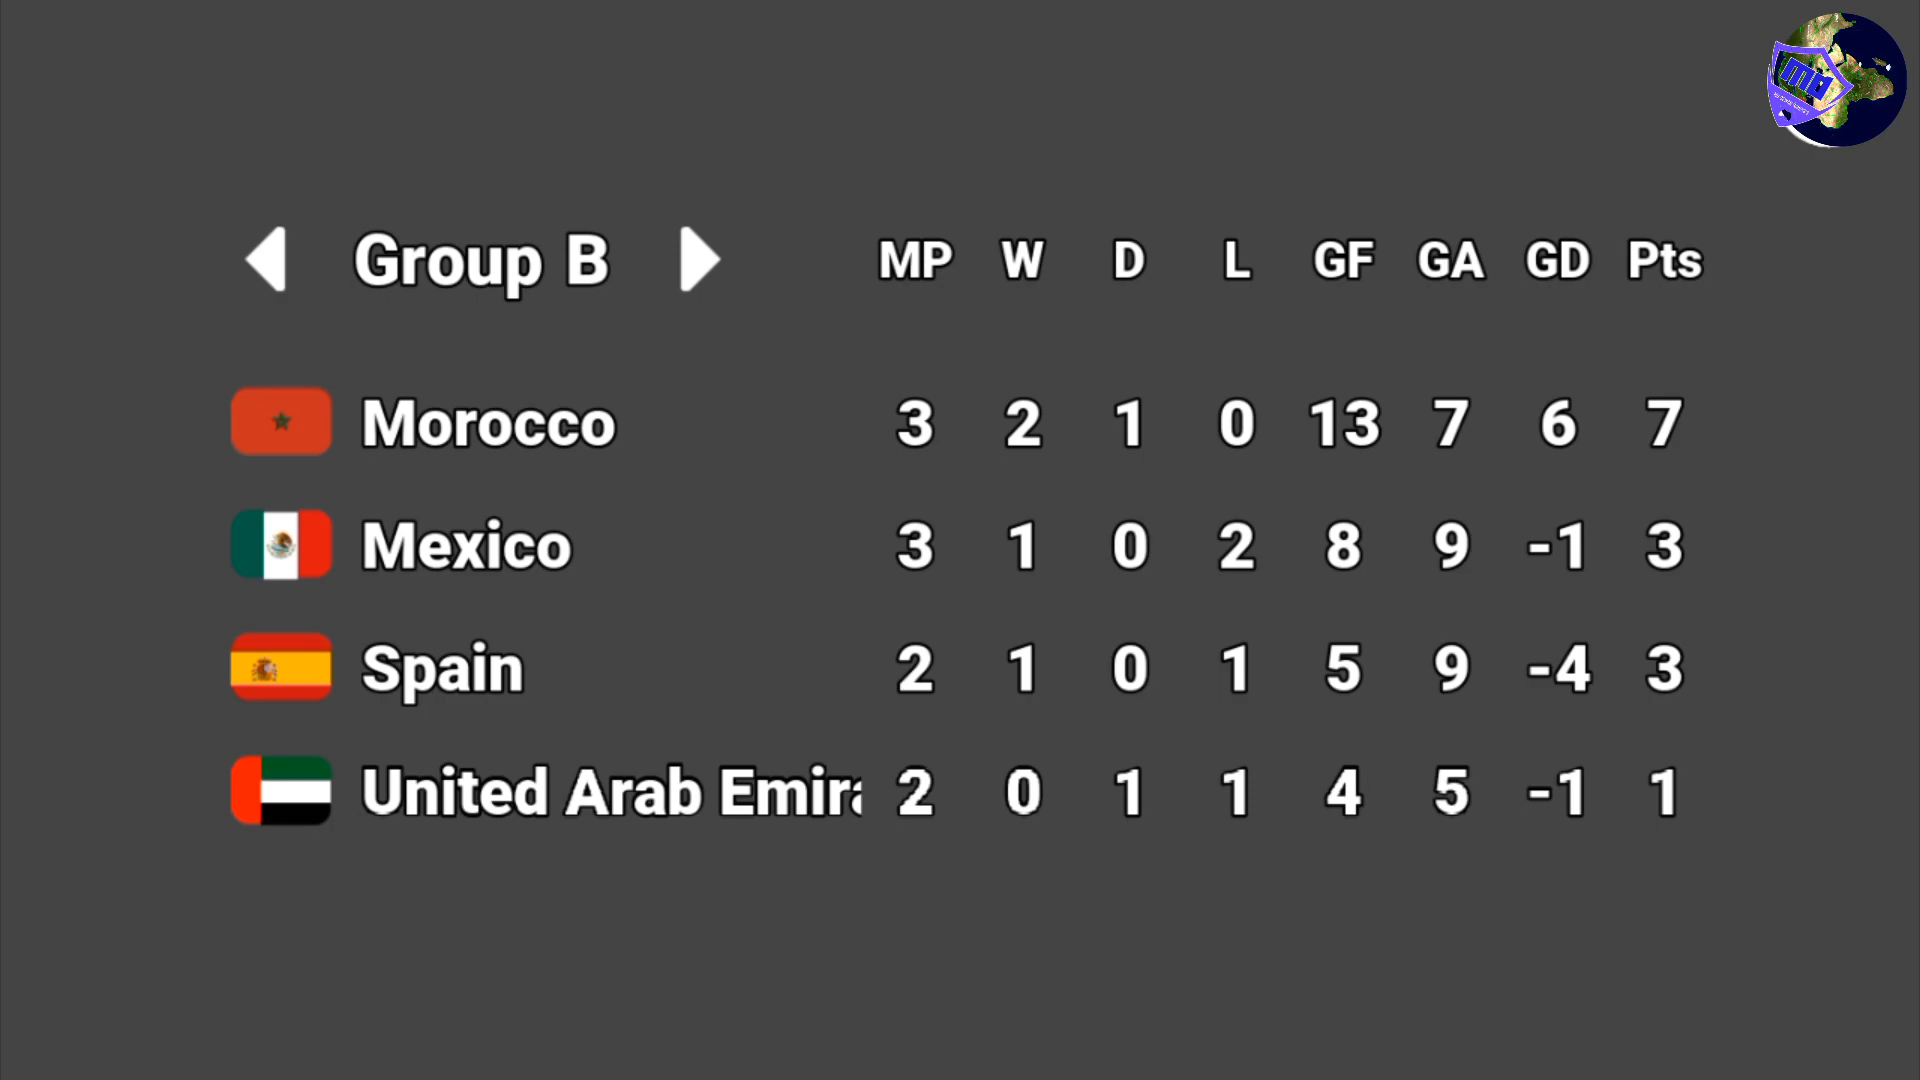 Group B MP W D L GF GA GD Pts
Morocco 3 2 1 0 13 7 6 7
Mexico 3 1 0 2 8 9 -1 3
Spain 2 1 0 1 5 9 -4 3
United Arab Emira 2 0 1 1 4 5 -1 1